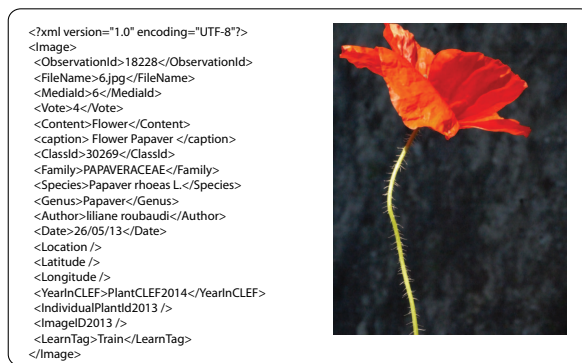 <?xml version="1.0" encoding="UTF-8"?>
<Image>
<ObservationId>18228</ObservationId>
<FileName>6.jpg</FileName>
<MediaId>6</MediaId>
<Vote>4</Vote>
<Content>Flower</Content>
<caption> Flower Papaver </caption>
<ClassId>30269</ClassId>
<Family>PAPAVERACEAE</Family>
<Species>Papaver rhoeas L.</Species>
<Genus>Papaver</Genus>
<Author>liliane roubaudi</Author>
<Date>26/05/13</Date>
<Location />
<Latitude />
<Longitude />
<YearInCLEF>PlantCLEF2014</YearInCLEF>
<IndividualPlantId2013 />
<ImageID2013 />
<LearnTag>Train</LearnTag>
</Image>